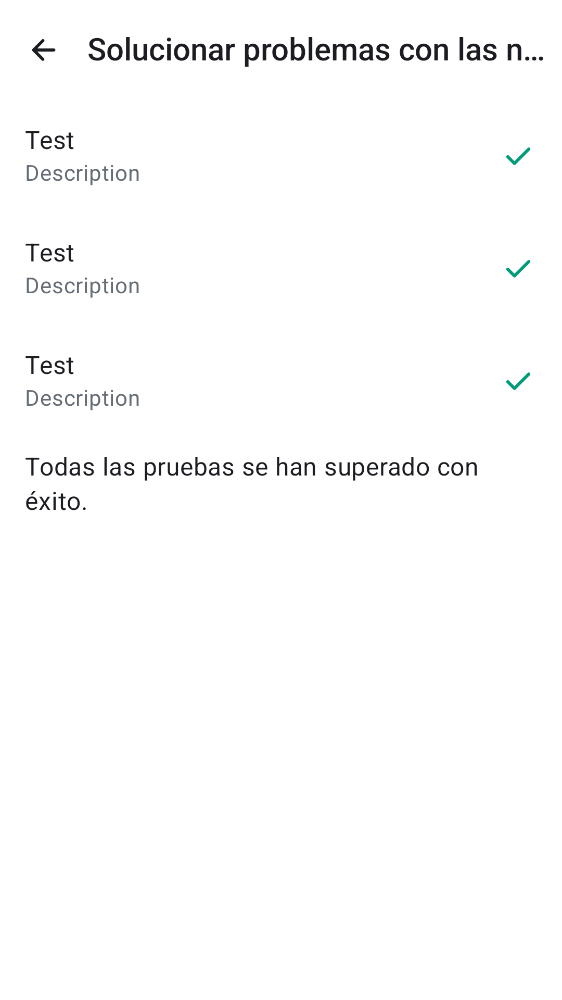 Solucionar problemas con las n...
Test
Description
Test
Description
Test
Description
Todas las pruebas se han superado con
éxito.